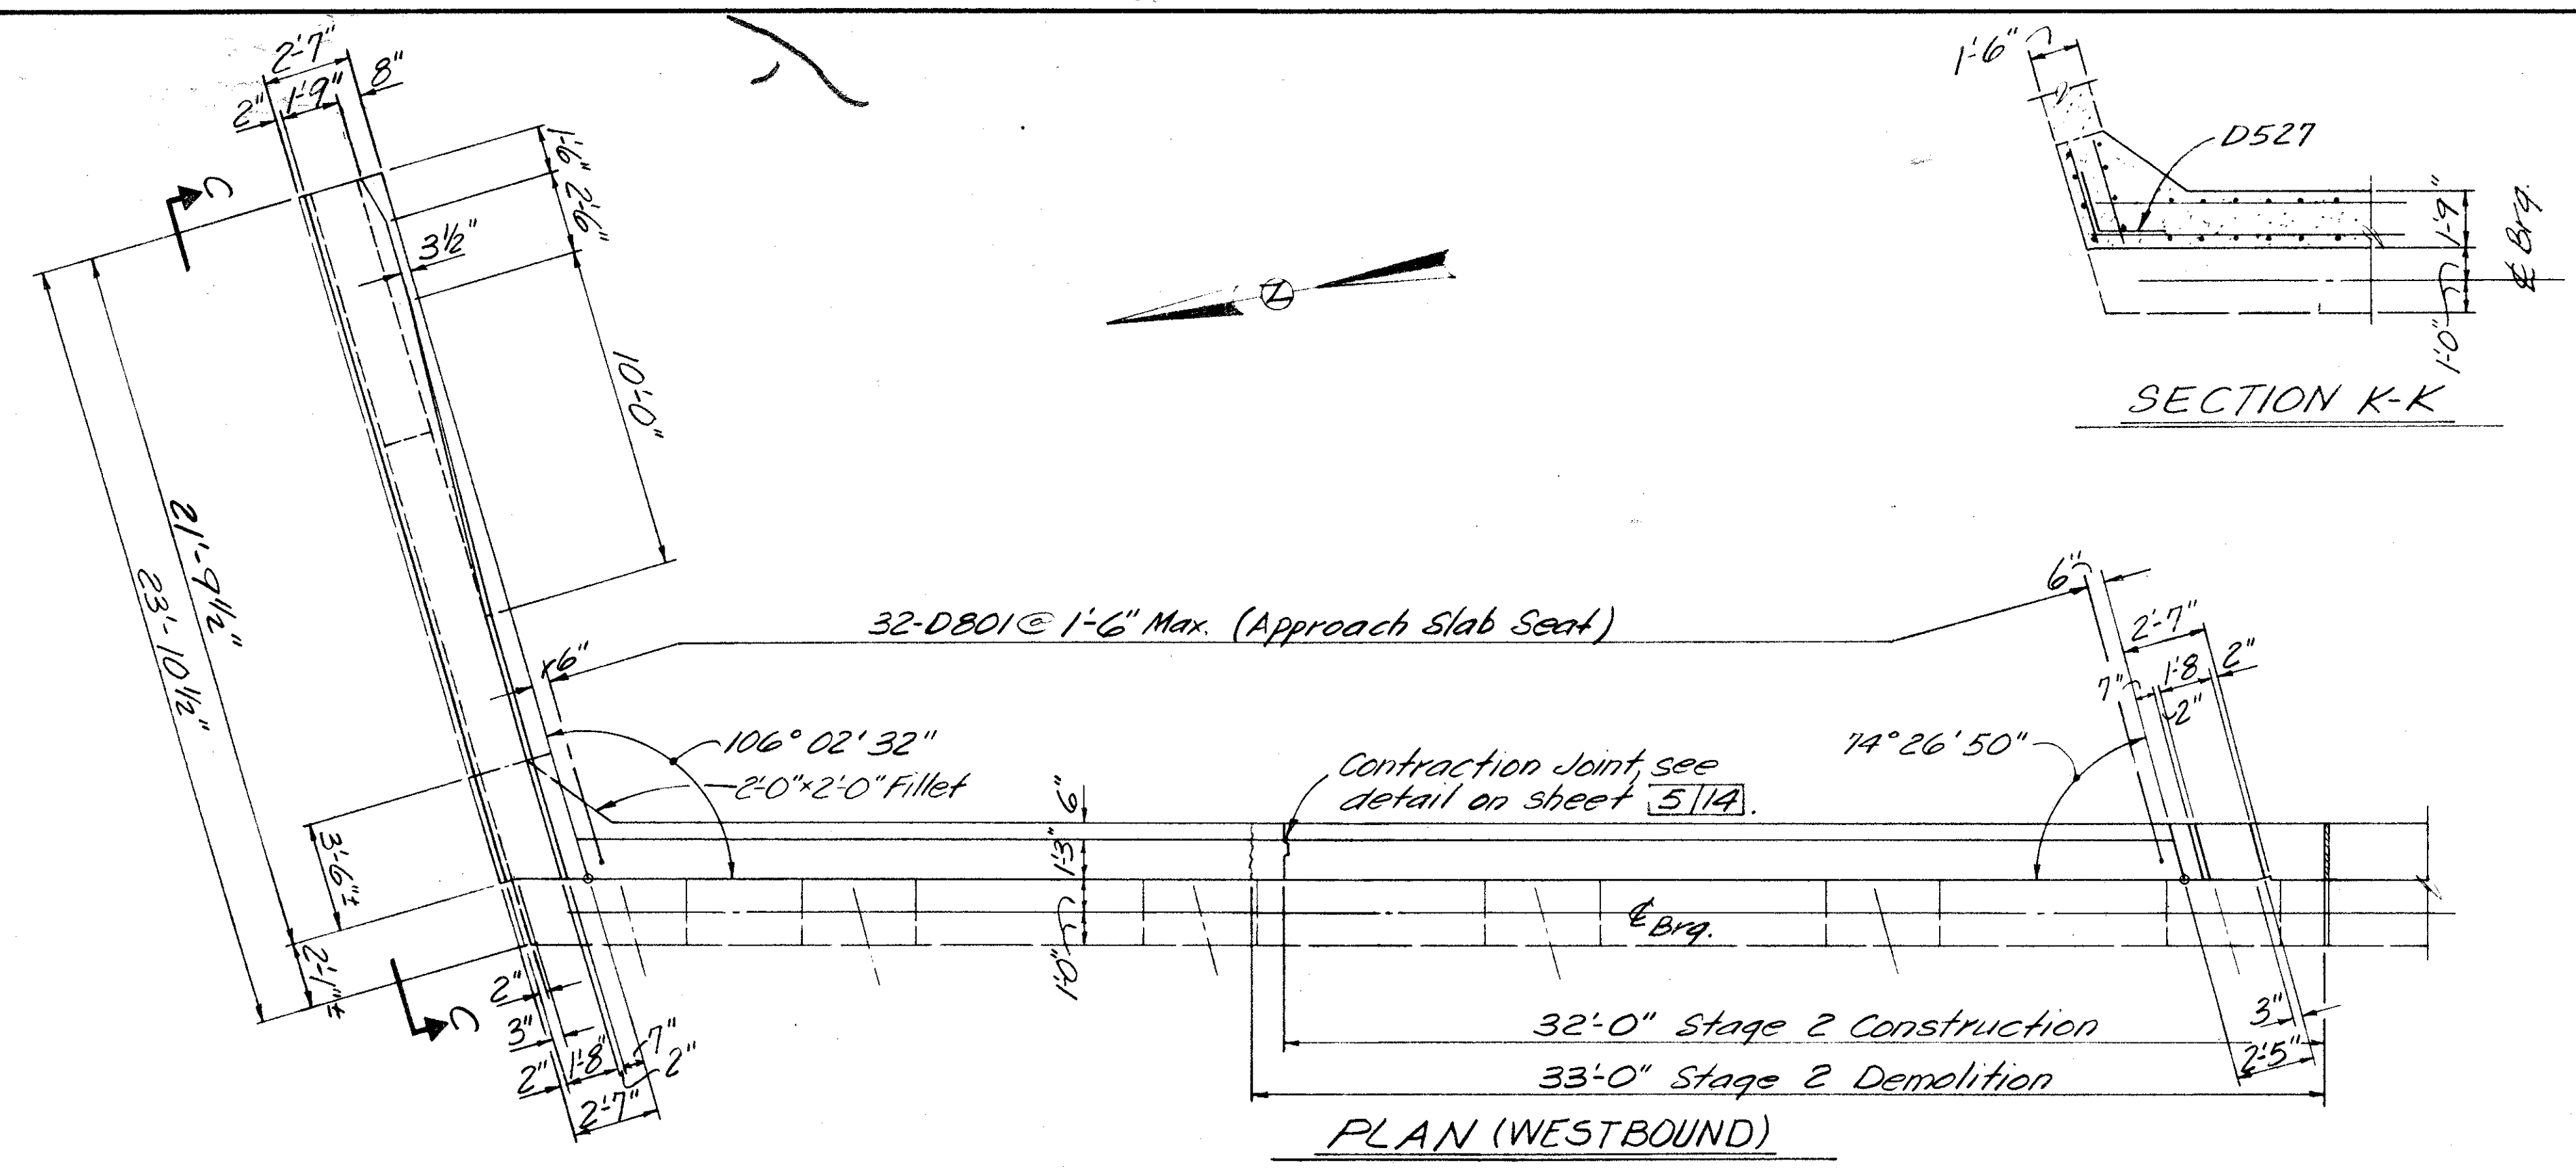 2'-7"
2"
1'-9"
8"
1'-6"
2'-6"
3½"
10'-0"
C
21'-9½"
23'-10½"
3'-6"±
2'-1"±
C
N
1'-6"
D527
1'-9"
1'-0"
℄ Brg.
SECTION K-K
32-D801 @ 1'-6" Max. (Approach Slab Seat)
6"
6"
2'-7"
1'-8
2"
7"
2"
106° 02' 32"
2'-0"x2'-0" Fillet
Contraction Joint, see
detail on sheet 5/14.
74° 26' 50"
6"
1'-3"
1'-0"
℄ Brg.
2"
3"
2"
1'-8"
7"
2"
2'-7"
3"
2'-5"
32'-0" Stage 2 Construction
33'-0" Stage 2 Demolition
PLAN (WESTBOUND)